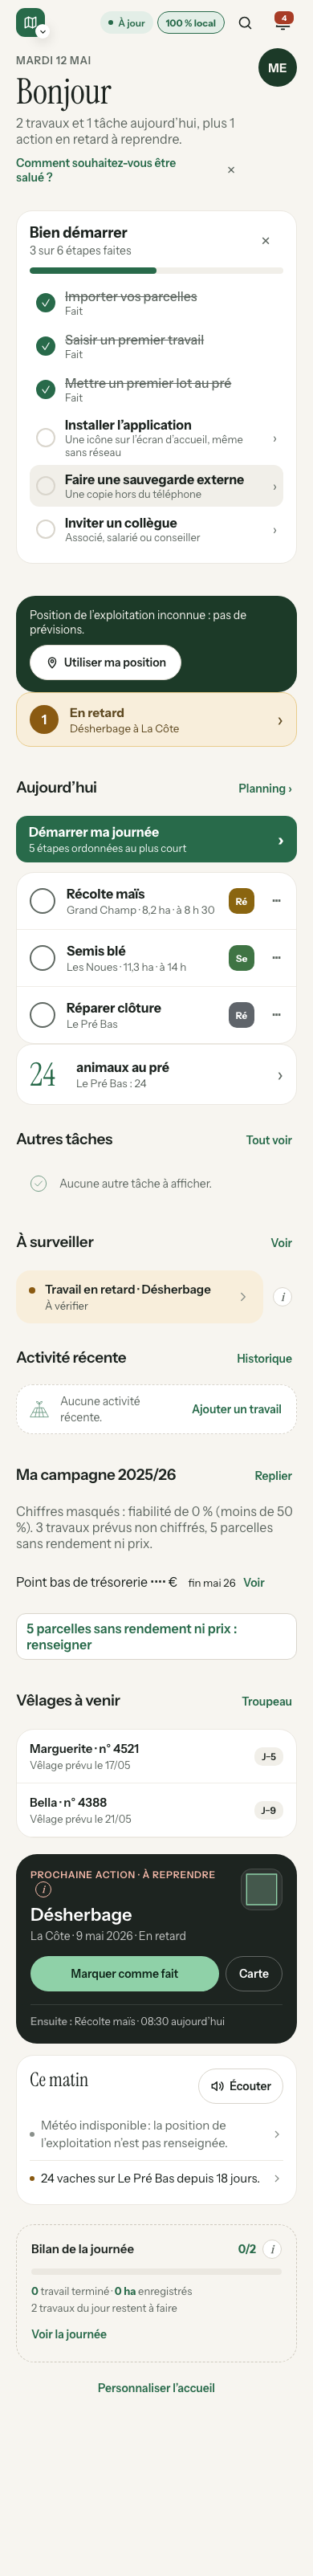 À jour
100 % local
4
MARDI 12 MAI
ME
Bonjour
2 travaux et 1 tâche aujourd’hui, plus 1
action en retard à reprendre.
Comment souhaitez-vous être
salué ?
×
Bien démarrer
×
3 sur 6 étapes faites
Importer vos parcelles
Fait
Saisir un premier travail
Fait
Mettre un premier lot au pré
Fait
Installer l’application
Une icône sur l’écran d’accueil, même
sans réseau
Faire une sauvegarde externe
Une copie hors du téléphone
Inviter un collègue
Associé, salarié ou conseiller
Position de l’exploitation inconnue : pas de
prévisions.
Utiliser ma position
1
En retard
Désherbage à La Côte
Aujourd’hui
Planning ›
Démarrer ma journée
5 étapes ordonnées au plus court
Récolte maïs
Grand Champ · 8,2 ha · à 8 h 30
Ré
Semis blé
Les Noues · 11,3 ha · à 14 h
Se
Réparer clôture
Le Pré Bas
Ré
24
animaux au pré
Le Pré Bas : 24
Autres tâches
Tout voir
Aucune autre tâche à afficher.
À surveiller
Voir
Travail en retard · Désherbage
À vérifier
i
Activité récente
Historique
Aucune activité
récente.
Ajouter un travail
Ma campagne 2025/26
Replier
Chiffres masqués : fiabilité de 0 % (moins de 50
%). 3 travaux prévus non chiffrés, 5 parcelles
sans rendement ni prix.
Point bas de trésorerie •••• € fin mai 26 Voir
5 parcelles sans rendement ni prix :
renseigner
Vêlages à venir
Troupeau
Marguerite · n° 4521
Vêlage prévu le 17/05
J-5
Bella · n° 4388
Vêlage prévu le 21/05
J-9
PROCHAINE ACTION · À REPRENDRE
i
Désherbage
La Côte · 9 mai 2026 · En retard
Marquer comme fait
Carte
Ensuite : Récolte maïs · 08:30 aujourd’hui
Ce matin
Écouter
Météo indisponible : la position de
l’exploitation n’est pas renseignée.
24 vaches sur Le Pré Bas depuis 18 jours.
Bilan de la journée
0/2
i
0 travail terminé · 0 ha enregistrés
2 travaux du jour restent à faire
Voir la journée
Personnaliser l’accueil